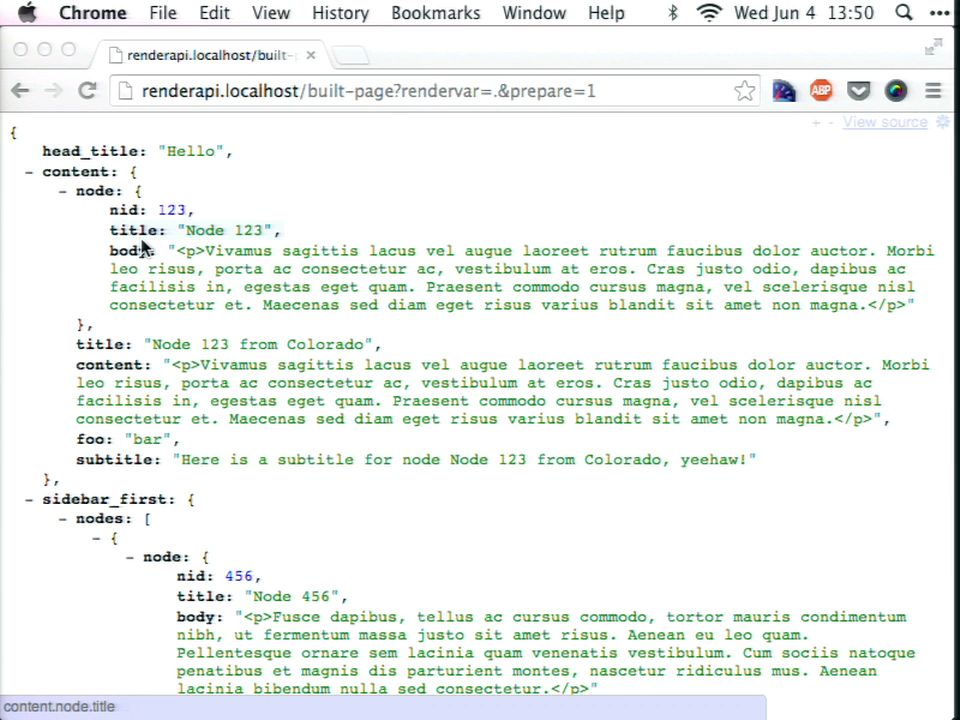 Chrome File Edit View History Bookmarks Window Help Wed Jun 4 13:50
renderapi.localhost/built-
renderapi.localhost/built-page?rendervar=.&prepare=1
ABP
+ - View source
{
head_title: "Hello",
- content: {
- node: {
nid: 123,
title: "Node 123",
body: "<p>Vivamus sagittis lacus vel augue laoreet rutrum faucibus dolor auctor. Morbi
leo risus, porta ac consectetur ac, vestibulum at eros. Cras justo odio, dapibus ac
facilisis in, egestas eget quam. Praesent commodo cursus magna, vel scelerisque nisl
consectetur et. Maecenas sed diam eget risus varius blandit sit amet non magna.</p>"
},
title: "Node 123 from Colorado",
content: "<p>Vivamus sagittis lacus vel augue laoreet rutrum faucibus dolor auctor. Morbi
leo risus, porta ac consectetur ac, vestibulum at eros. Cras justo odio, dapibus ac
facilisis in, egestas eget quam. Praesent commodo cursus magna, vel scelerisque nisl
consectetur et. Maecenas sed diam eget risus varius blandit sit amet non magna.</p>",
foo: "bar",
subtitle: "Here is a subtitle for node Node 123 from Colorado, yeehaw!"
},
- sidebar_first: {
- nodes: [
- {
- node: {
nid: 456,
title: "Node 456",
body: "<p>Fusce dapibus, tellus ac cursus commodo, tortor mauris condimentum
nibh, ut fermentum massa justo sit amet risus. Aenean eu leo quam.
Pellentesque ornare sem lacinia quam venenatis vestibulum. Cum sociis natoque
penatibus et magnis dis parturient montes, nascetur ridiculus mus. Aenean
lacinia bibendum nulla sed consectetur.</p>"
content.node.title